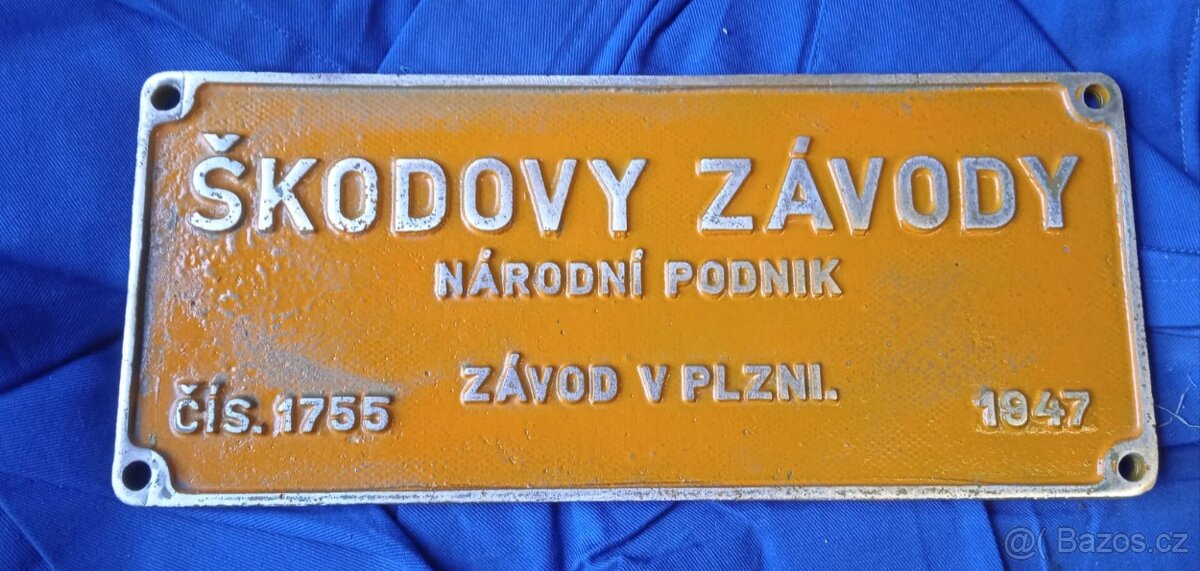 ŠKODOVY ZÁVODY
NÁRODNÍ PODNIK
ZÁVOD V PLZNI.
ČÍS. 1755 1947
@( Bazos.cz